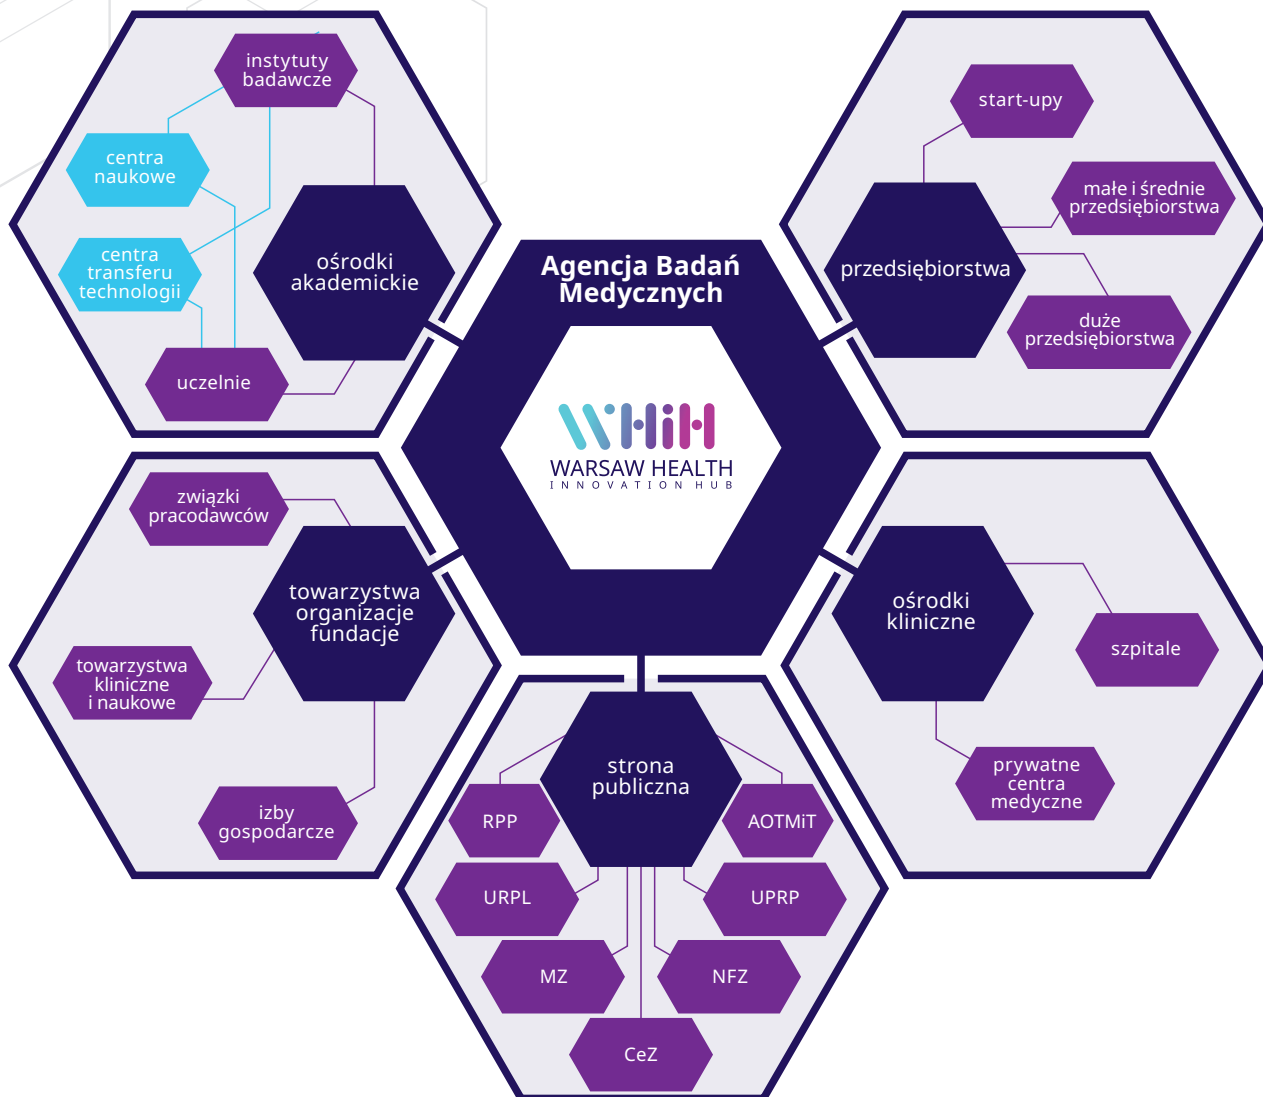 instytuty
badawcze
centra
naukowe
centra
transferu
technologii
ośrodki
akademickie
uczelnie
start-upy
małe i średnie
przedsiębiorstwa
przedsiębiorstwa
duże
przedsiębiorstwa
Agencja Badań
Medycznych
WHiH
WARSAW HEALTH
INNOVATION HUB
związki
pracodawców
towarzystwa
organizacje
fundacje
towarzystwa
kliniczne
i naukowe
izby
gospodarcze
ośrodki
kliniczne
szpitale
prywatne
centra
medyczne
strona
publiczna
RPP
AOTMiT
URPL
UPRP
MZ
NFZ
CeZ